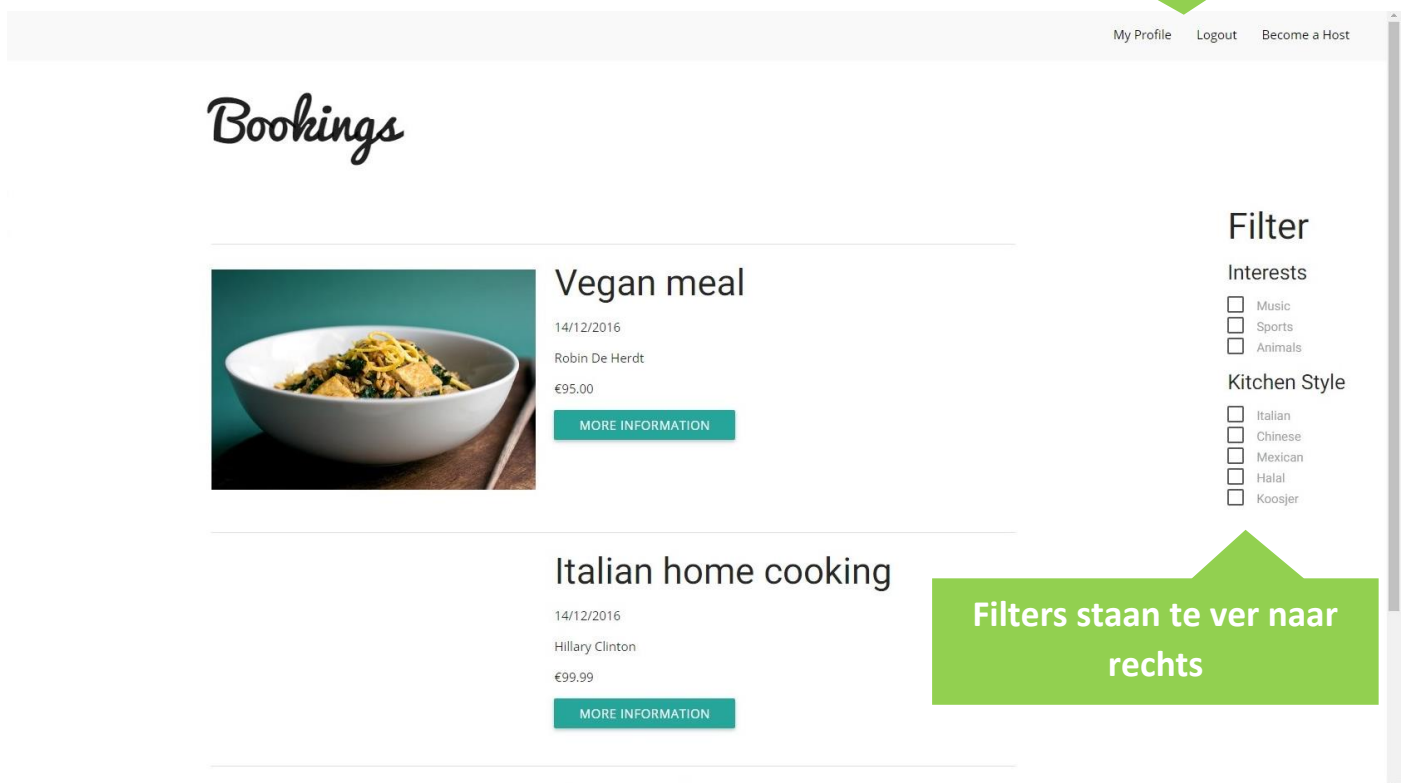 My Profile Logout Become a Host
Bookings
Vegan meal
14/12/2016
Robin De Herdt
€95.00
MORE INFORMATION
Italian home cooking
14/12/2016
Hillary Clinton
€99.99
MORE INFORMATION
Filter
Interests
Music
Sports
Animals
Kitchen Style
Italian
Chinese
Mexican
Halal
Koosjer
Filters staan te ver naar
rechts